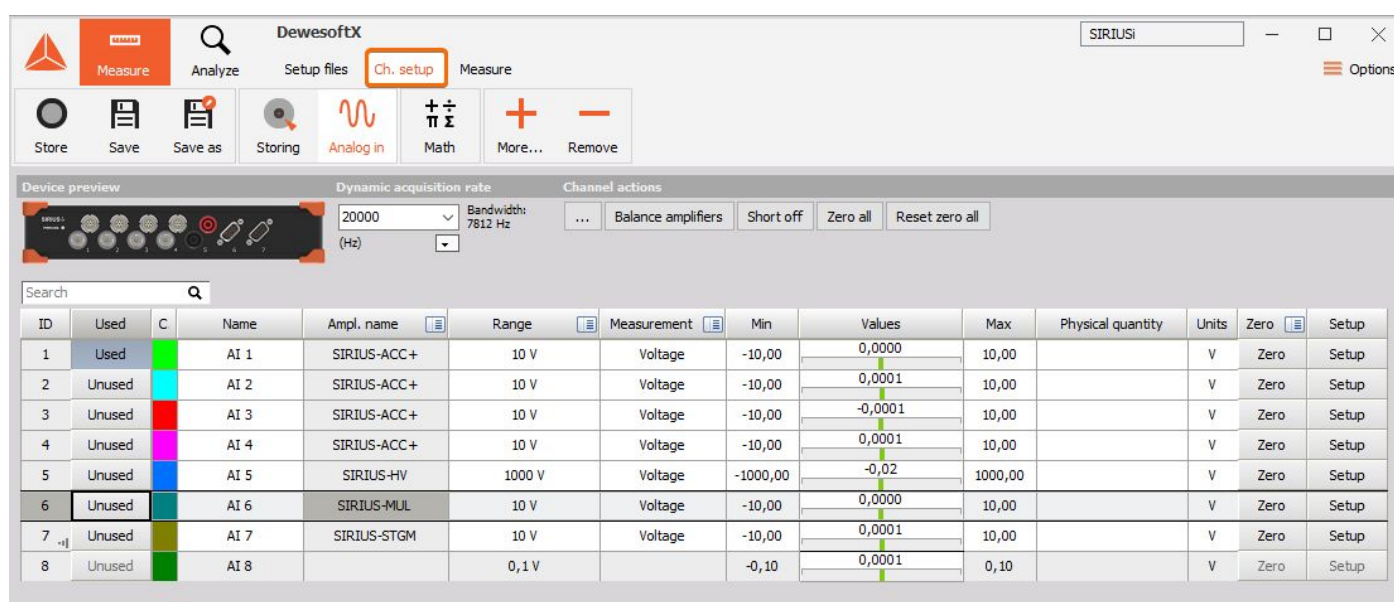 DewesoftX SIRIUSi
Measure Analyze Setup files Ch. setup Measure Options
Store Save Save as Storing Analog in Math More... Remove
Device preview Dynamic acquisition rate Channel actions
20000 Bandwidth: ... Balance amplifiers Short off Zero all Reset zero all
7812 Hz
(Hz)
1 2 3 4 5 6 7
Search
ID Used C Name Ampl. name Range Measurement Min Values Max Physical quantity Units Zero Setup
1 Used AI 1 SIRIUS-ACC+ 10 V Voltage -10,00 0,0000 10,00 V Zero Setup
2 Unused AI 2 SIRIUS-ACC+ 10 V Voltage -10,00 0,0001 10,00 V Zero Setup
3 Unused AI 3 SIRIUS-ACC+ 10 V Voltage -10,00 -0,0001 10,00 V Zero Setup
4 Unused AI 4 SIRIUS-ACC+ 10 V Voltage -10,00 0,0001 10,00 V Zero Setup
5 Unused AI 5 SIRIUS-HV 1000 V Voltage -1000,00 -0,02 1000,00 V Zero Setup
6 Unused AI 6 SIRIUS-MUL 10 V Voltage -10,00 0,0000 10,00 V Zero Setup
7 Unused AI 7 SIRIUS-STGM 10 V Voltage -10,00 0,0001 10,00 V Zero Setup
8 Unused AI 8 0,1 V -0,10 0,0001 0,10 V Zero Setup